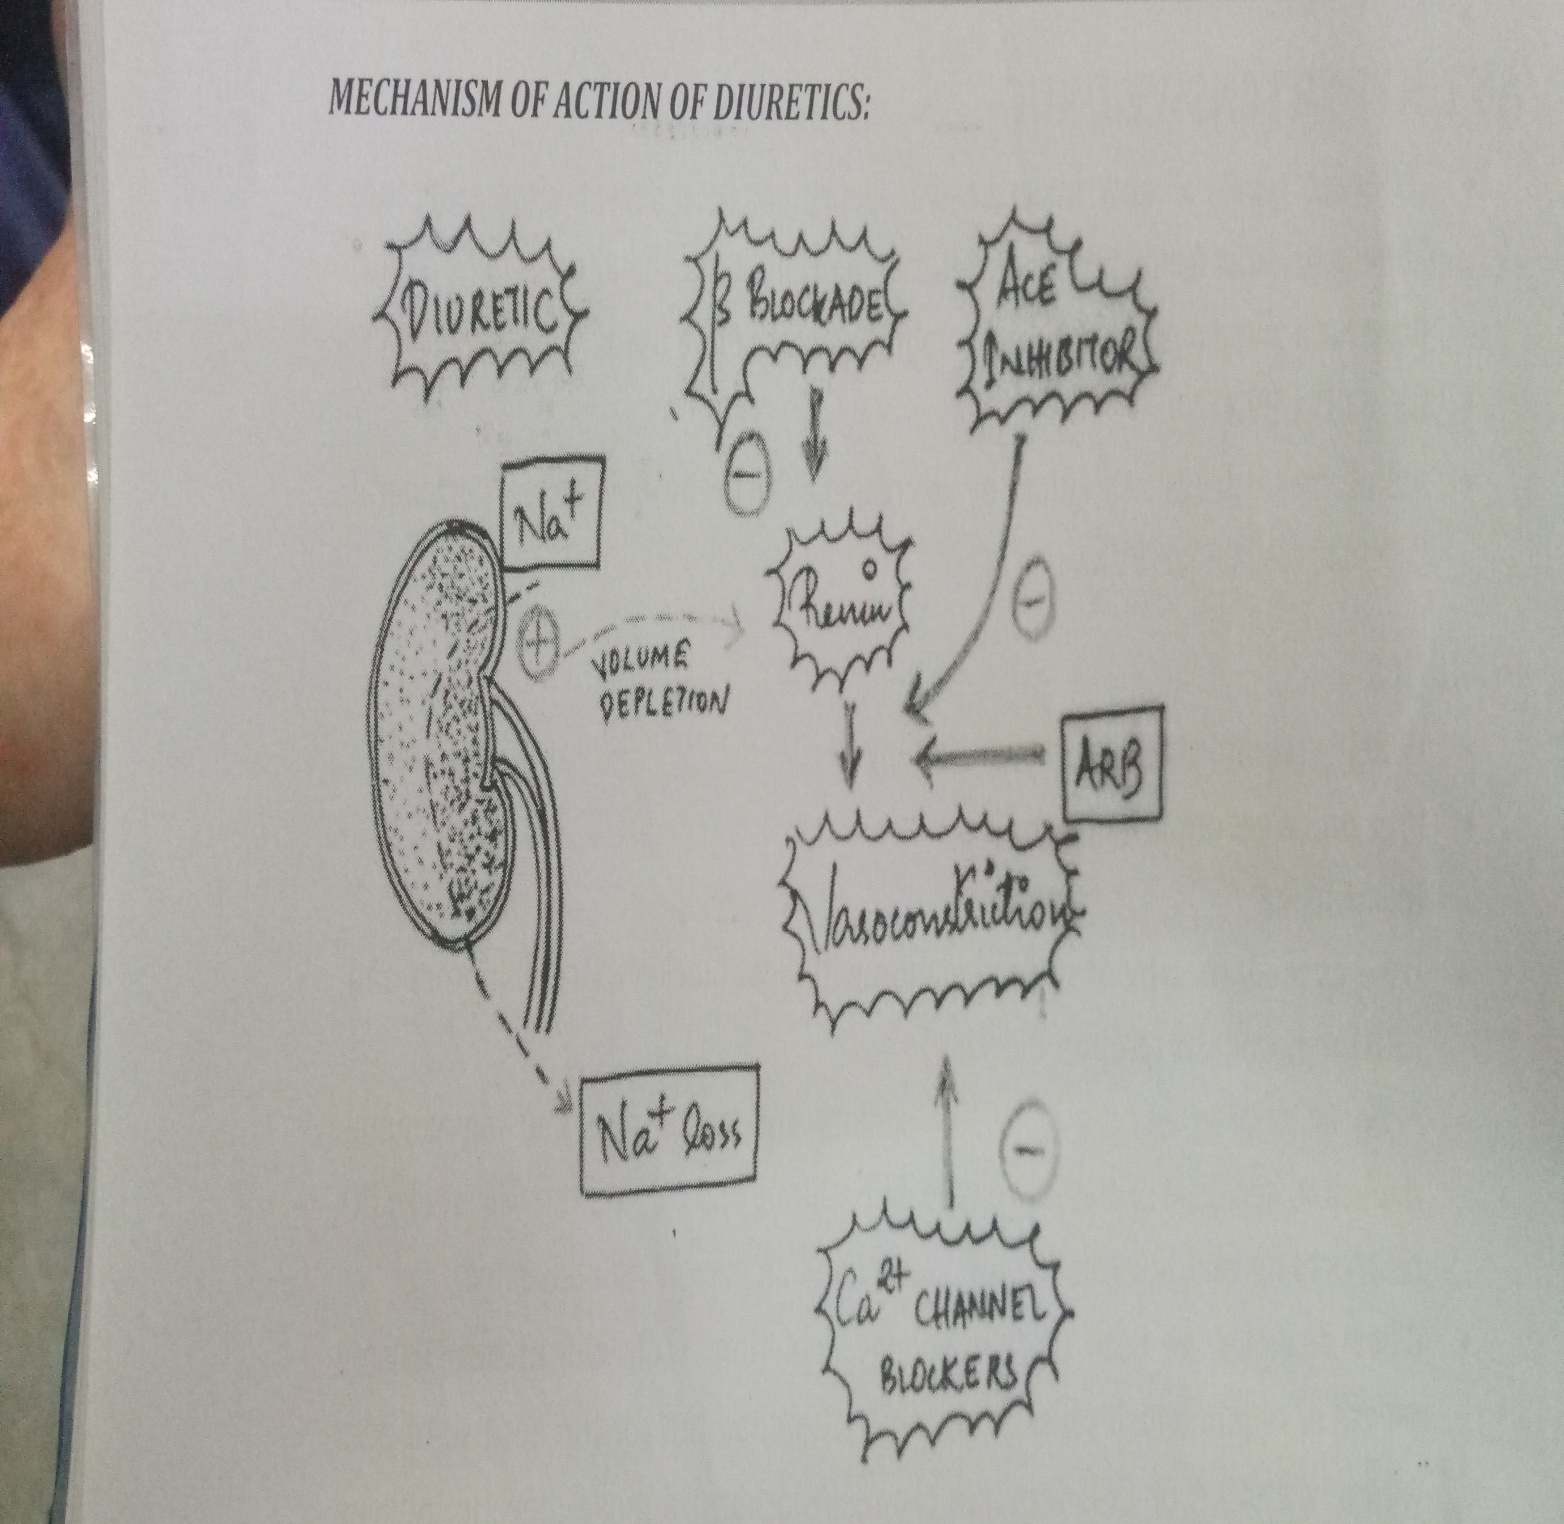 MECHANISM OF ACTION OF DIURETICS:
DIURETIC
β BLOCKADE
ACE
INHIBITOR
Na+
−
+
VOLUME
DEPLETION
Renin
−
ARB
Vasoconstriction
Na+ loss
−
Ca2+ CHANNEL
BLOCKERS